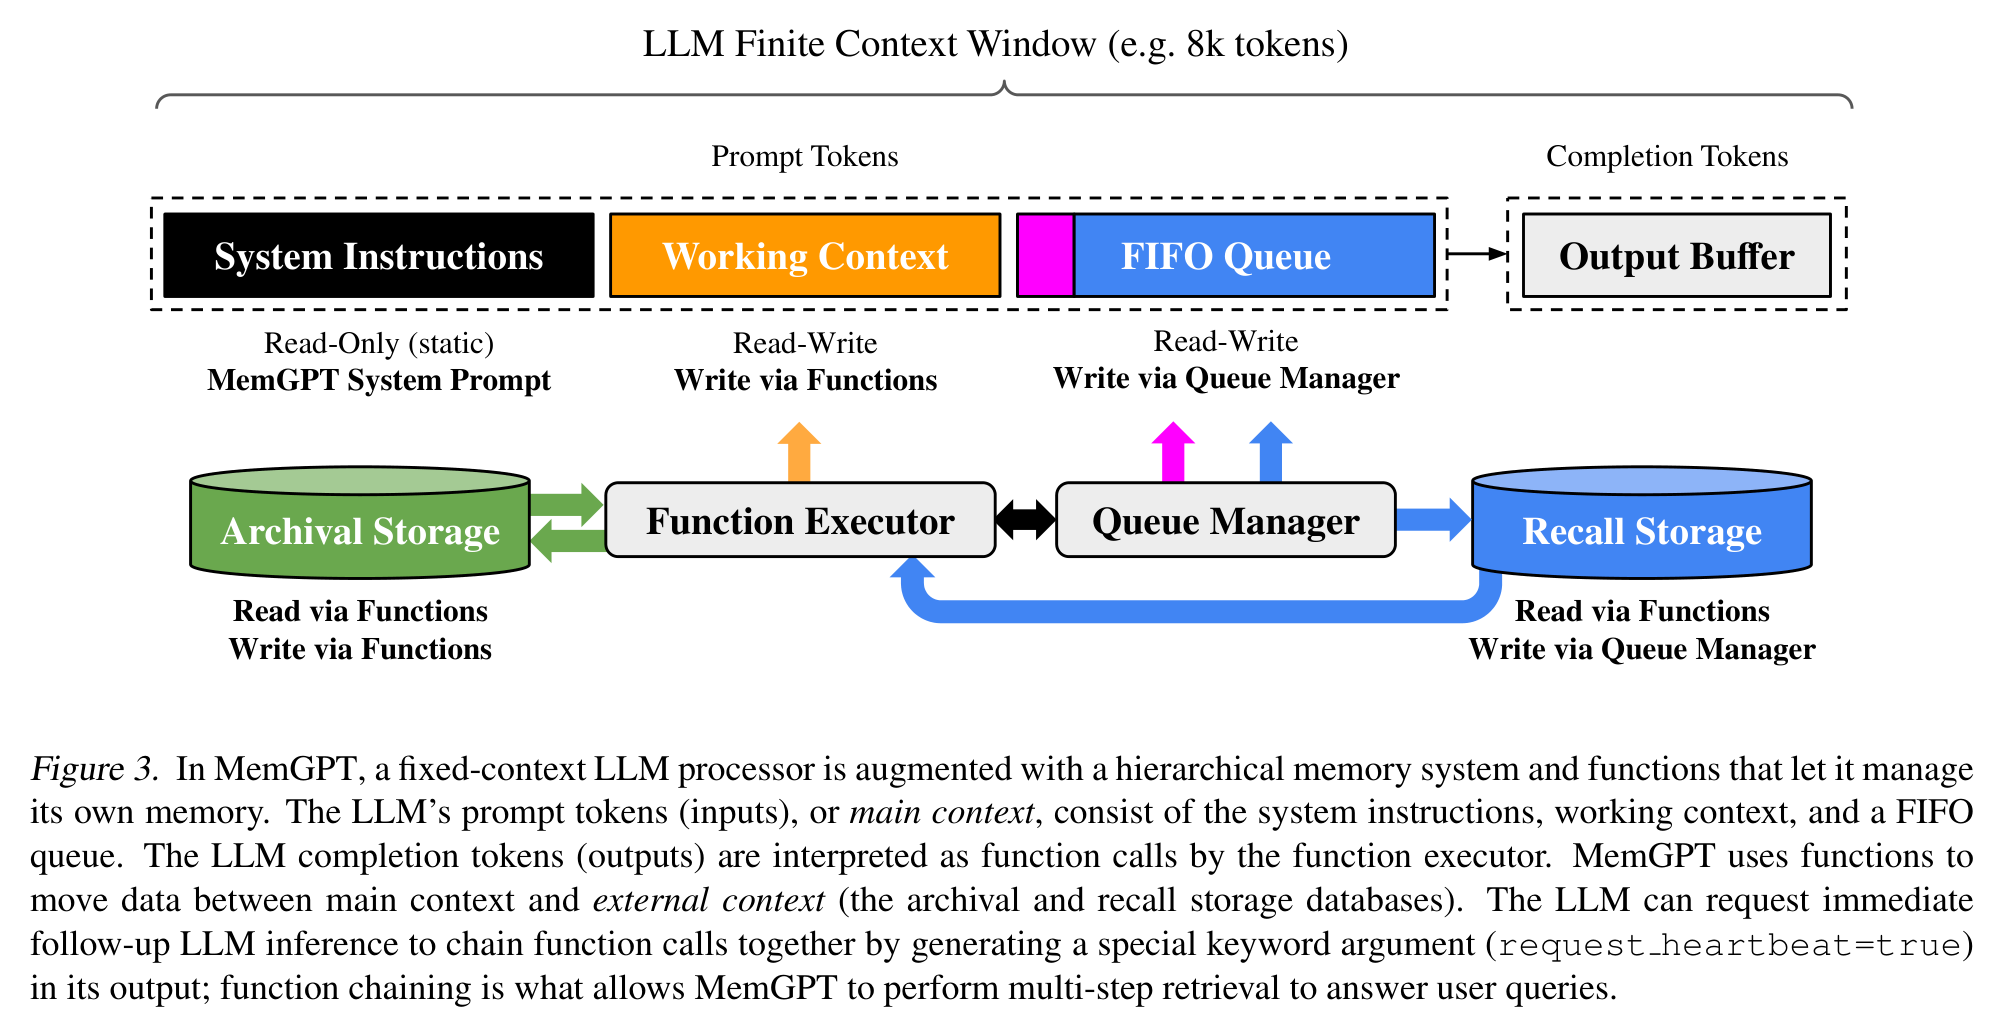 LLM Finite Context Window (e.g. 8k tokens)
Prompt Tokens
Completion Tokens
System Instructions
Working Context
FIFO Queue
Output Buffer
Read-Only (static)
MemGPT System Prompt
Read-Write
Write via Functions
Read-Write
Write via Queue Manager
Archival Storage
Function Executor
Queue Manager
Recall Storage
Read via Functions
Write via Functions
Read via Functions
Write via Queue Manager
Figure 3. In MemGPT, a fixed-context LLM processor is augmented with a hierarchical memory system and functions that let it manage
its own memory. The LLM’s prompt tokens (inputs), or main context, consist of the system instructions, working context, and a FIFO
queue. The LLM completion tokens (outputs) are interpreted as function calls by the function executor. MemGPT uses functions to
move data between main context and external context (the archival and recall storage databases). The LLM can request immediate
follow-up LLM inference to chain function calls together by generating a special keyword argument (request_heartbeat=true)
in its output; function chaining is what allows MemGPT to perform multi-step retrieval to answer user queries.